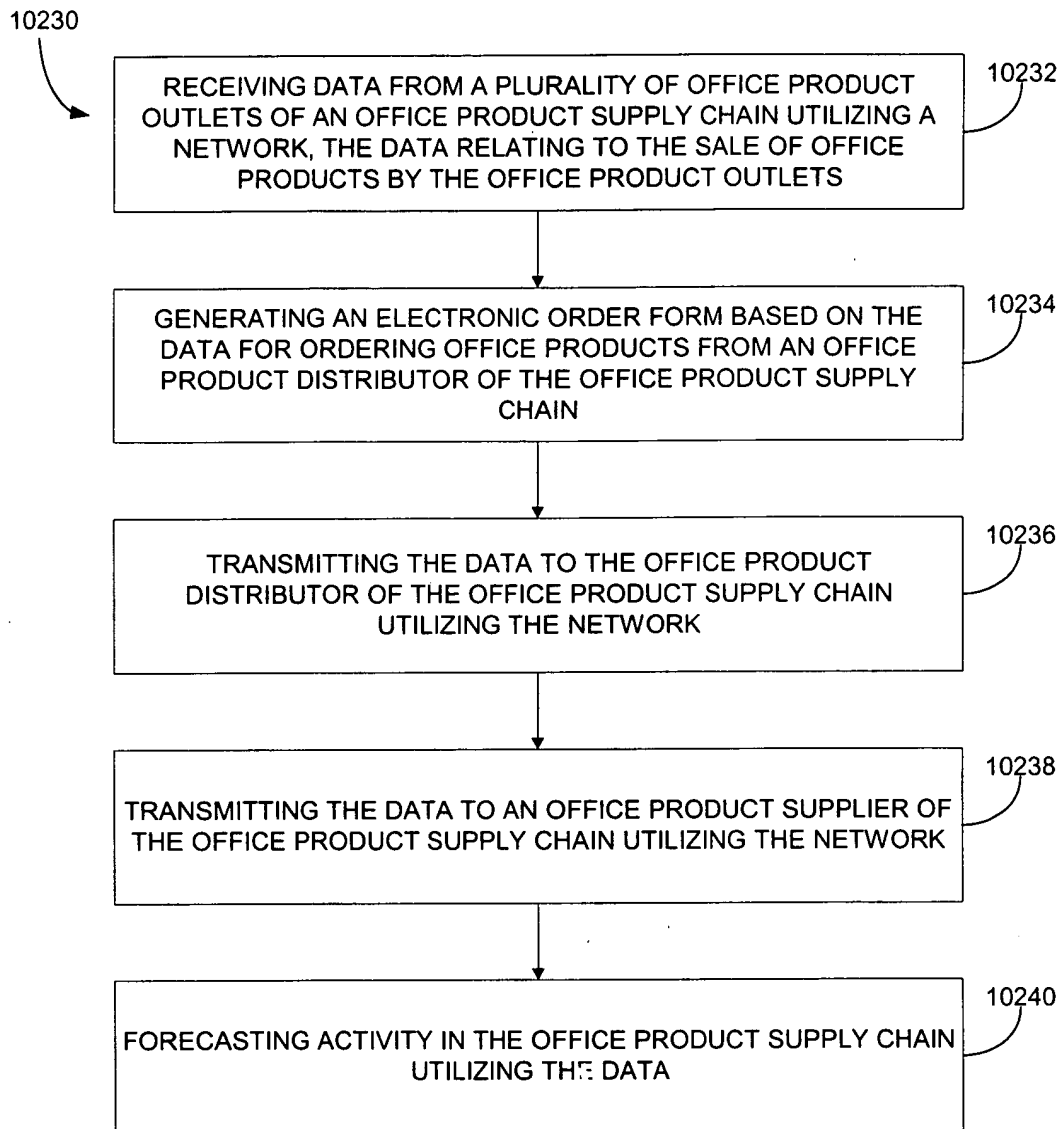 10230
RECEIVING DATA FROM A PLURALITY OF OFFICE PRODUCT
OUTLETS OF AN OFFICE PRODUCT SUPPLY CHAIN UTILIZING A
NETWORK, THE DATA RELATING TO THE SALE OF OFFICE
PRODUCTS BY THE OFFICE PRODUCT OUTLETS
10232
GENERATING AN ELECTRONIC ORDER FORM BASED ON THE
DATA FOR ORDERING OFFICE PRODUCTS FROM AN OFFICE
PRODUCT DISTRIBUTOR OF THE OFFICE PRODUCT SUPPLY
CHAIN
10234
TRANSMITTING THE DATA TO THE OFFICE PRODUCT
DISTRIBUTOR OF THE OFFICE PRODUCT SUPPLY CHAIN
UTILIZING THE NETWORK
10236
TRANSMITTING THE DATA TO AN OFFICE PRODUCT SUPPLIER OF
THE OFFICE PRODUCT SUPPLY CHAIN UTILIZING THE NETWORK
10238
FORECASTING ACTIVITY IN THE OFFICE PRODUCT SUPPLY CHAIN
UTILIZING THE DATA
10240